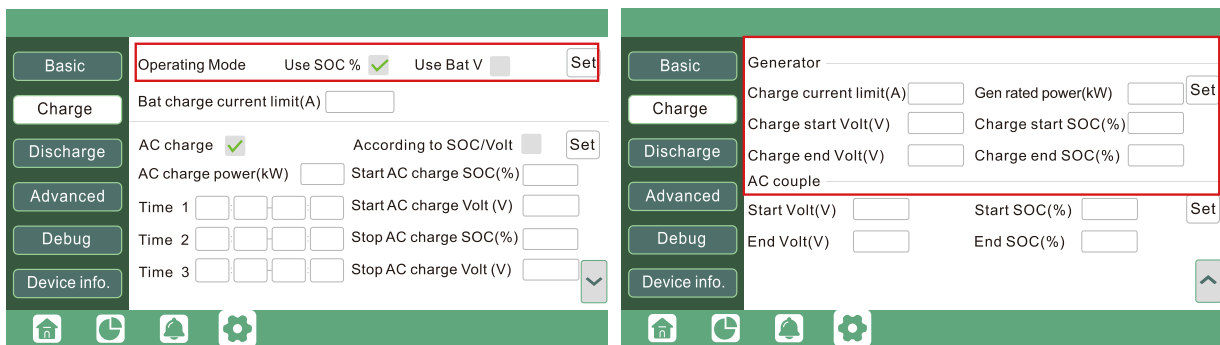 Basic
Charge
Discharge
Advanced
Debug
Device info.
Operating Mode Use SOC % Use Bat V Set
Bat charge current limit(A)
AC charge According to SOC/Volt Set
AC charge power(kW) Start AC charge SOC(%)
Time 1 : - : Start AC charge Volt (V)
Time 2 : - : Stop AC charge SOC(%)
Time 3 : - : Stop AC charge Volt (V)
Basic
Charge
Discharge
Advanced
Debug
Device info.
Generator
Charge current limit(A) Gen rated power(kW) Set
Charge start Volt(V) Charge start SOC(%)
Charge end Volt(V) Charge end SOC(%)
AC couple
Start Volt(V) Start SOC(%) Set
End Volt(V) End SOC(%)